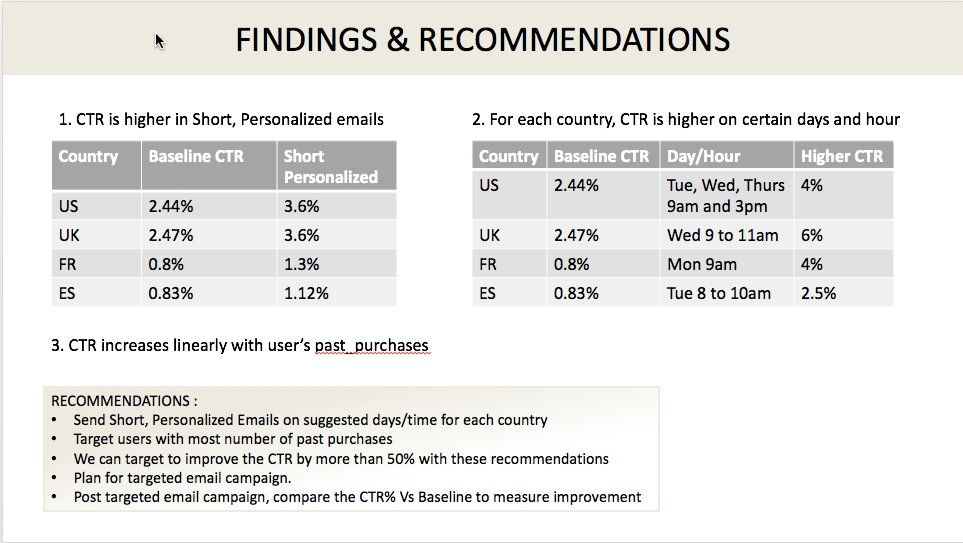 FINDINGS & RECOMMENDATIONS
1. CTR is higher in Short, Personalized emails
Country Baseline CTR Short Personalized
US 2.44% 3.6%
UK 2.47% 3.6%
FR 0.8% 1.3%
ES 0.83% 1.12%
2. For each country, CTR is higher on certain days and hour
Country Baseline CTR Day/Hour Higher CTR
US 2.44% Tue, Wed, Thurs 9am and 3pm 4%
UK 2.47% Wed 9 to 11am 6%
FR 0.8% Mon 9am 4%
ES 0.83% Tue 8 to 10am 2.5%
3. CTR increases linearly with user’s past_purchases
RECOMMENDATIONS :
• Send Short, Personalized Emails on suggested days/time for each country
• Target users with most number of past purchases
• We can target to improve the CTR by more than 50% with these recommendations
• Plan for targeted email campaign.
• Post targeted email campaign, compare the CTR% Vs Baseline to measure improvement